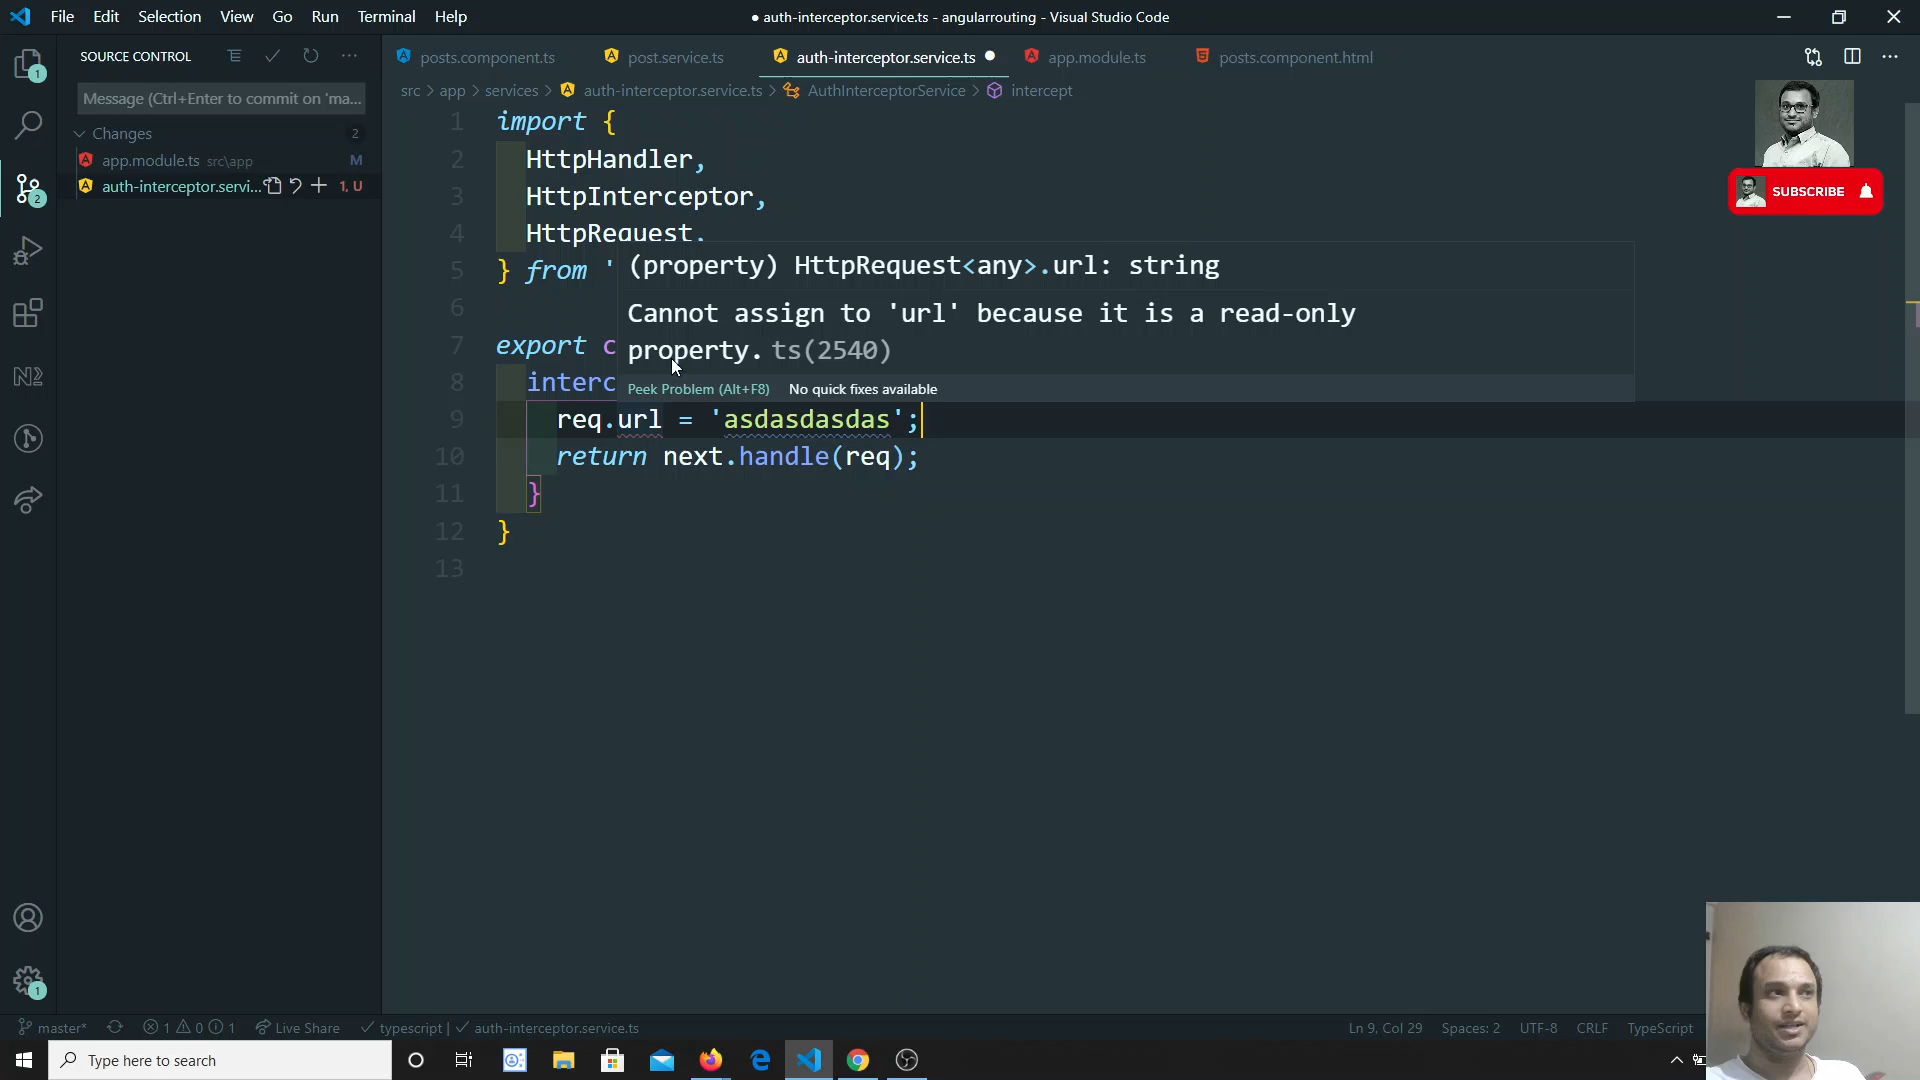 File Edit Selection View Go Run Terminal Help
● auth-interceptor.service.ts - angularrouting - Visual Studio Code
SOURCE CONTROL
posts.component.ts
post.service.ts
auth-interceptor.service.ts
app.module.ts
posts.component.html
1
Message (Ctrl+Enter to commit on 'ma...
src > app > services > auth-interceptor.service.ts > AuthInterceptorService > intercept
Changes 2
app.module.ts src\app M
auth-interceptor.servi... 1, U
2
SUBSCRIBE
1 import {
2 HttpHandler,
3 HttpInterceptor,
4 HttpRequest,
5 } from '
(property) HttpRequest<any>.url: string
6
Cannot assign to 'url' because it is a read-only
property. ts(2540)
7 export c
8 interc
Peek Problem (Alt+F8) No quick fixes available
9 req.url = 'asdasdasdas';
10 return next.handle(req);
11 }
12 }
13
1
master* 1 0 1 Live Share typescript | auth-interceptor.service.ts
Ln 9, Col 29 Spaces: 2 UTF-8 CRLF TypeScript
Type here to search